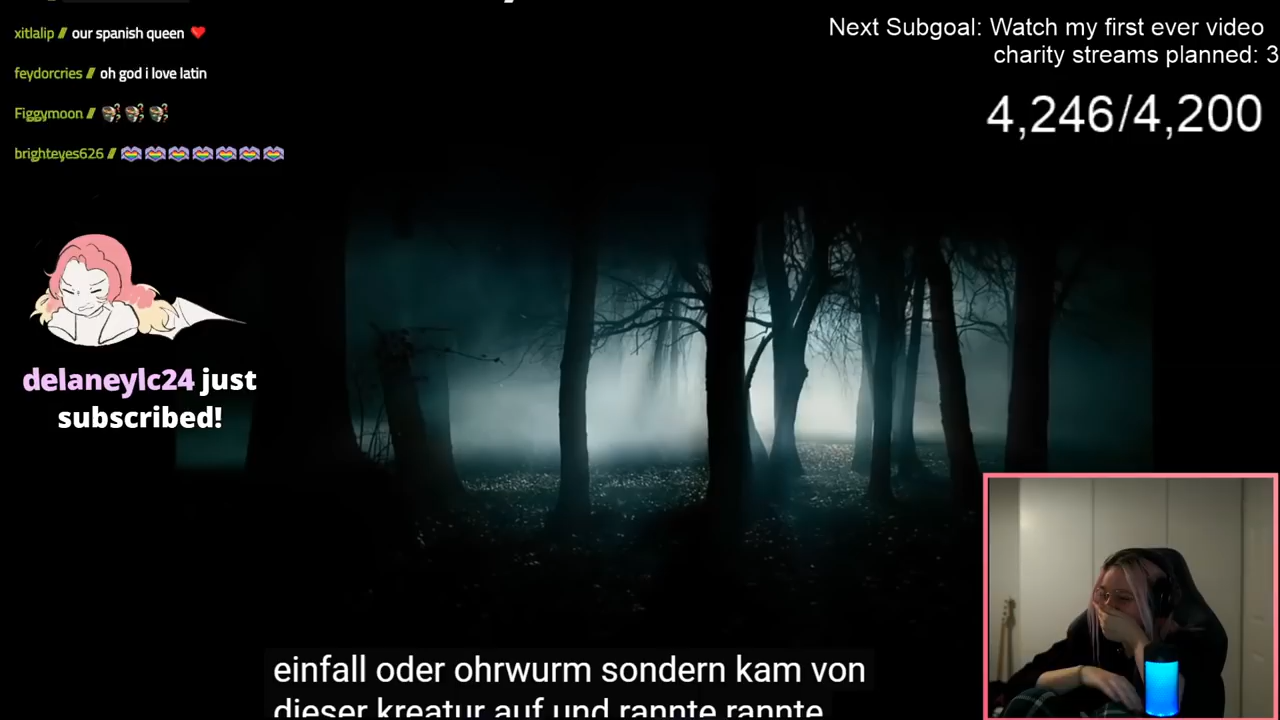 xitlalip // our spanish queen
feydorcries // oh god i love latin
Figgymoon //
brighteyes626 //
Next Subgoal: Watch my first ever video
charity streams planned: 3
4,246/4,200
delaneylc24 just
subscribed!
einfall oder ohrwurm sondern kam von
dieser kreatur auf und rannte rannte